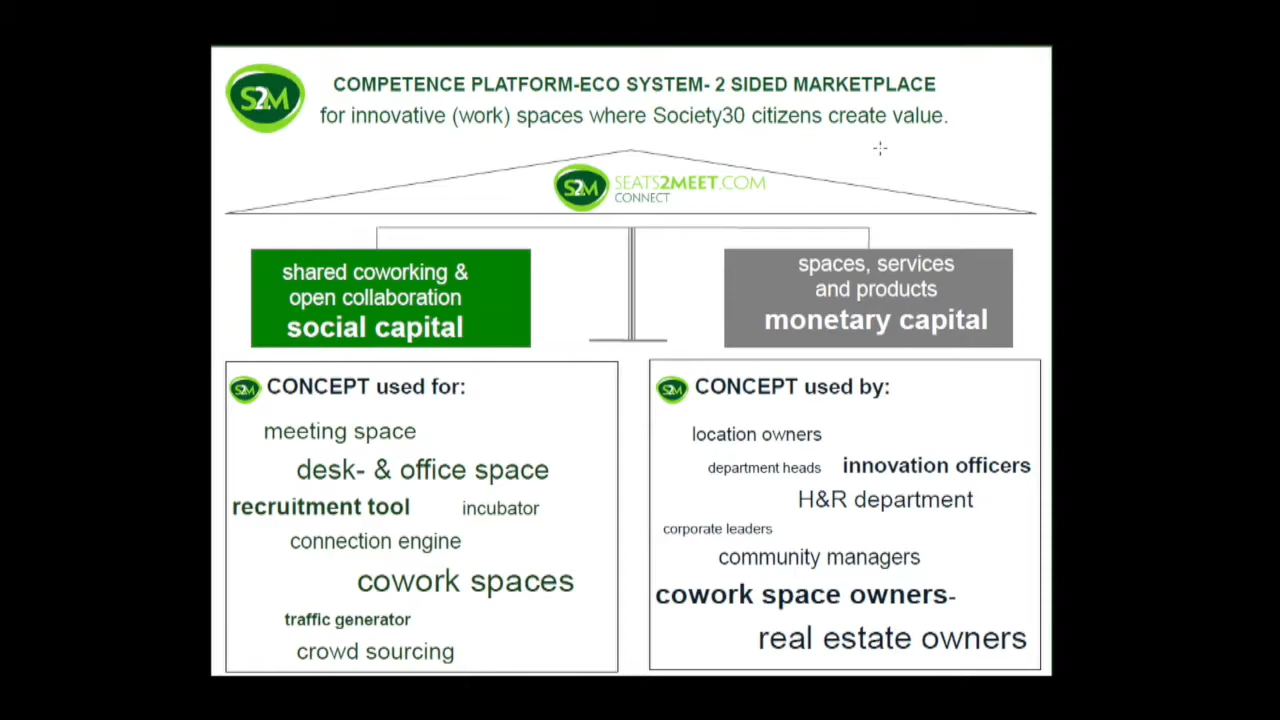 S2M
COMPETENCE PLATFORM-ECO SYSTEM- 2 SIDED MARKETPLACE
for innovative (work) spaces where Society30 citizens create value.
S2M SEATS2MEET.COM
CONNECT
shared coworking &
open collaboration
social capital
spaces, services
and products
monetary capital
S2M CONCEPT used for:
meeting space
desk- & office space
recruitment tool incubator
connection engine
cowork spaces
traffic generator
crowd sourcing
S2M CONCEPT used by:
location owners
department heads innovation officers
H&R department
corporate leaders
community managers
cowork space owners-
real estate owners